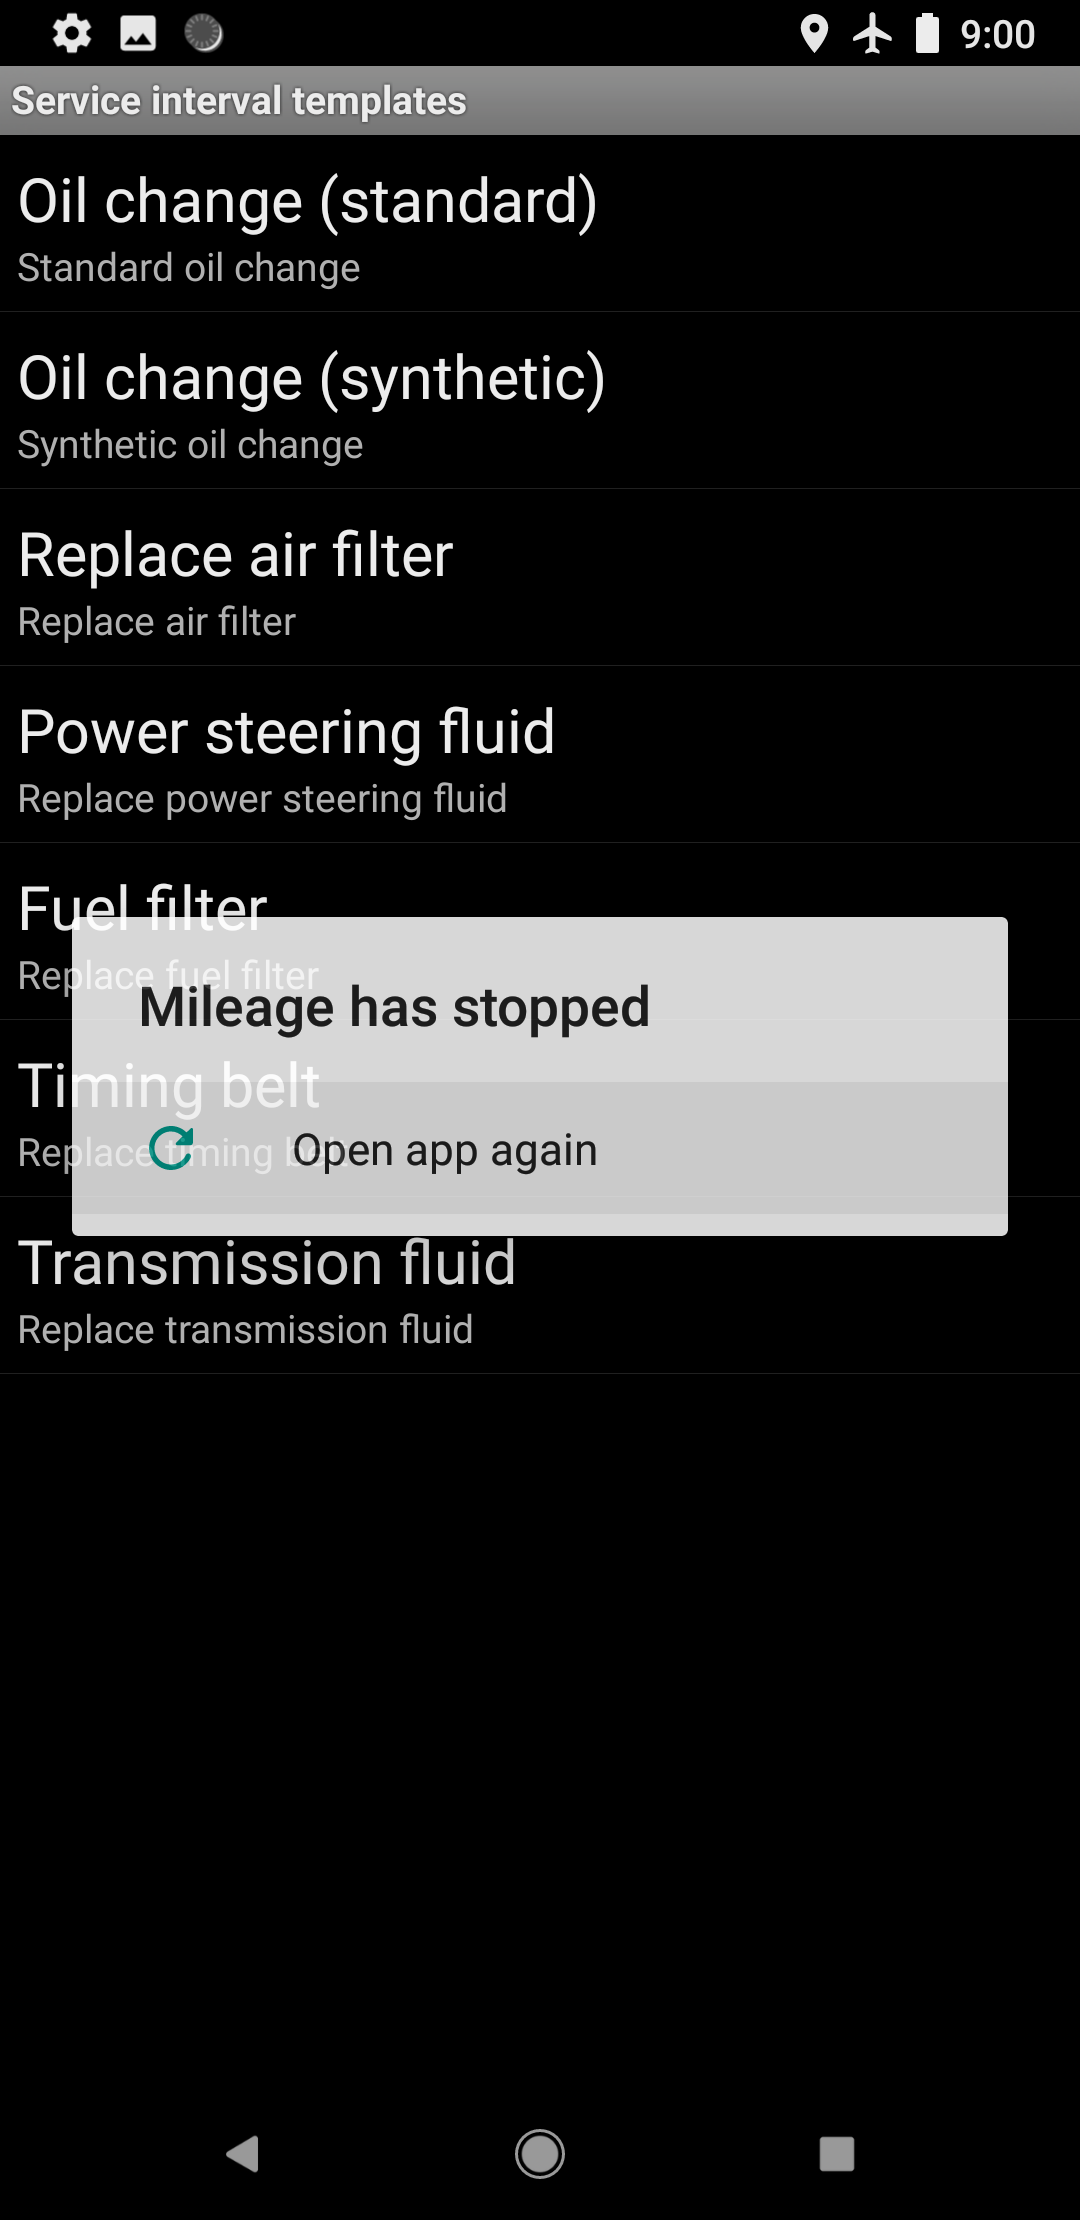 9:00
Service interval templates
Oil change (standard)
Standard oil change
Oil change (synthetic)
Synthetic oil change
Replace air filter
Replace air filter
Power steering fluid
Replace power steering fluid
Fuel filter
Replace fuel filter
Mileage has stopped
Timing belt
Replace timing belt
Open app again
Transmission fluid
Replace transmission fluid